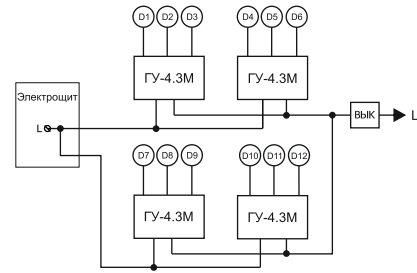 D1 D2 D3 D4 D5 D6
ГУ-4.3М ГУ-4.3М
Электрощит
L
ВЫК L
D7 D8 D9 D10 D11 D12
ГУ-4.3М ГУ-4.3М